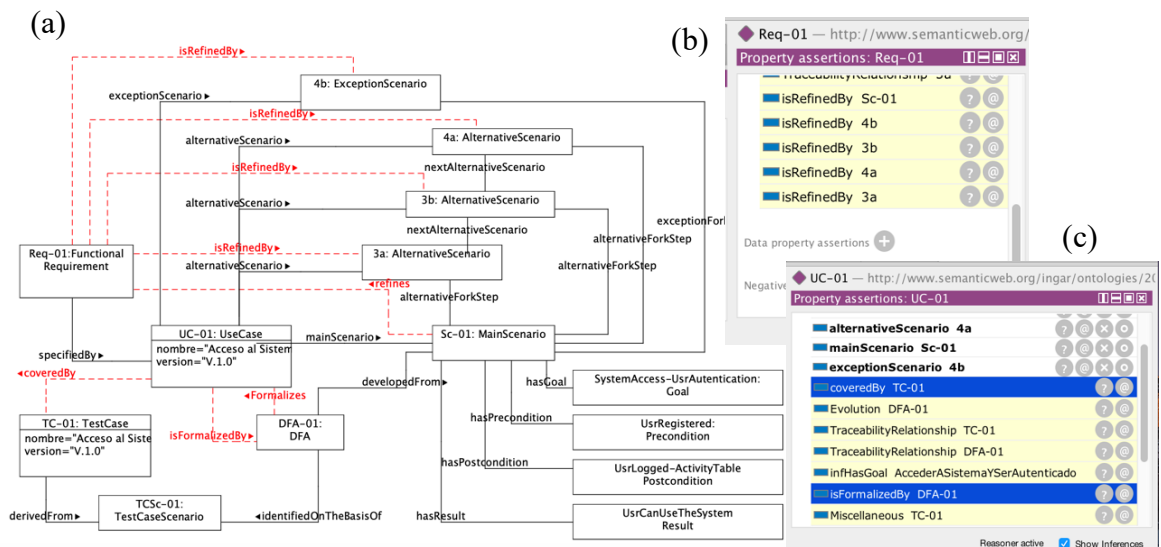 (a)
isRefinedBy▶
4b: ExceptionScenario
exceptionScenario▶
isRefinedBy▶
4a: AlternativeScenario
alternativeScenario▶
nextAlternativeScenario
isRefinedBy▶
3b: AlternativeScenario
alternativeScenario▶
nextAlternativeScenario
exceptionFork
alternativeForkStep
Req-01:Functional
Requirement
isRefinedBy▶
3a: AlternativeScenario
alternativeScenario▶
alternativeForkStep
◀refines
alternativeForkStep
UC-01: UseCase
nombre="Acceso al Sistem
version="V.1.0"
mainScenario▶
Sc-01: MainScenario
specifiedBy▶
◀coveredBy
developedFrom▶
hasGoal
SystemAccess-UsrAutentication:
Goal
◀Formalizes
hasPrecondition
UsrRegistered:
Precondition
TC-01: TestCase
nombre="Acceso al Siste
version="V.1.0"
isFormalizedBy▶
DFA-01:
DFA
hasPostcondition
UsrLogged-ActivityTable
Postcondition
TCSc-01:
TestCaseScenario
derivedFrom▶
◀identifiedOnTheBasisOf
hasResult
UsrCanUseTheSystem
Result
(b)
Req-01 — http://www.semanticweb.org/
Property assertions: Req-01
TraceabilityRelationship 3a
isRefinedBy Sc-01
isRefinedBy 4b
isRefinedBy 3b
isRefinedBy 4a
isRefinedBy 3a
Data property assertions
Negative
(c)
UC-01 — http://www.semanticweb.org/ingar/ontologies/20
Property assertions: UC-01
alternativeScenario 4a
mainScenario Sc-01
exceptionScenario 4b
coveredBy TC-01
Evolution DFA-01
TraceabilityRelationship TC-01
TraceabilityRelationship DFA-01
infHasGoal AccederASistemaYSerAutenticado
isFormalizedBy DFA-01
Miscellaneous TC-01
Reasoner active Show Inferences